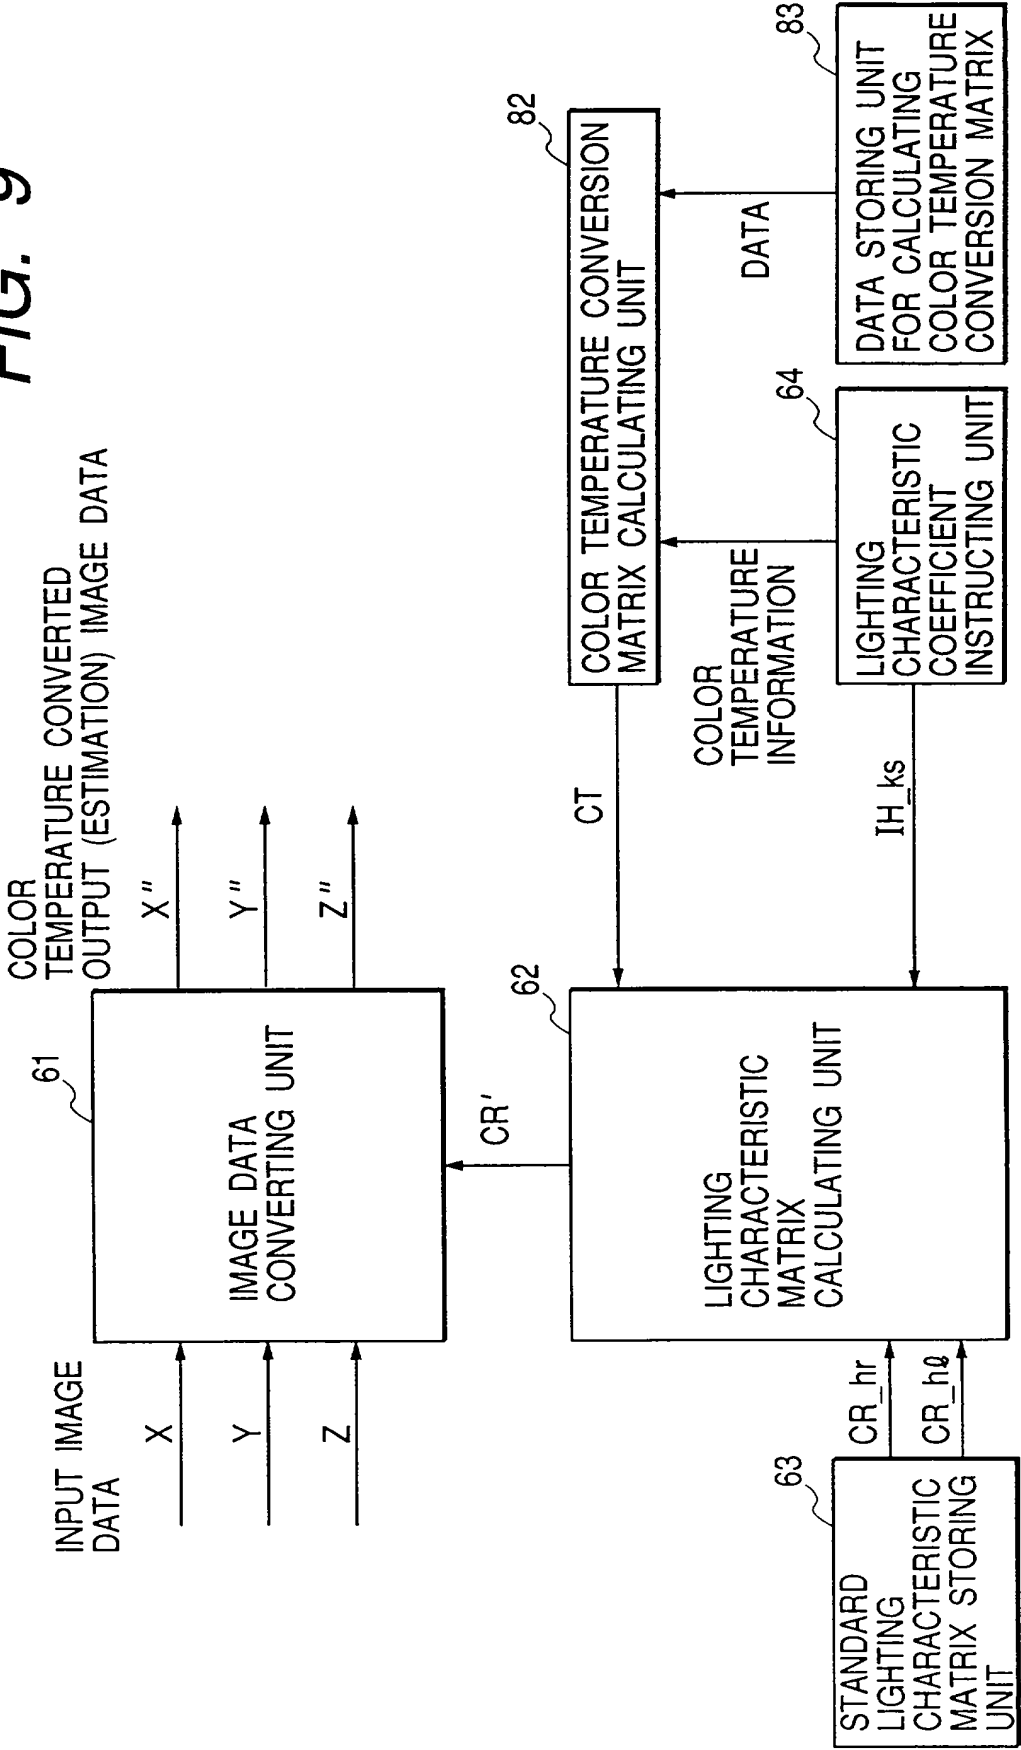 FIG. 9
COLOR
TEMPERATURE CONVERTED
OUTPUT (ESTIMATION) IMAGE DATA
INPUT IMAGE
DATA
X
Y
Z
61
IMAGE DATA
CONVERTING UNIT
X"
Y"
Z"
CR'
62
LIGHTING
CHARACTERISTIC
MATRIX
CALCULATING UNIT
CT
82
COLOR TEMPERATURE CONVERSION
MATRIX CALCULATING UNIT
COLOR
TEMPERATURE
INFORMATION
DATA
IH_ks
63
STANDARD
LIGHTING
CHARACTERISTIC
MATRIX STORING
UNIT
CR_hr
CR_hℓ
64
LIGHTING
CHARACTERISTIC
COEFFICIENT
INSTRUCTING UNIT
83
DATA STORING UNIT
FOR CALCULATING
COLOR TEMPERATURE
CONVERSION MATRIX